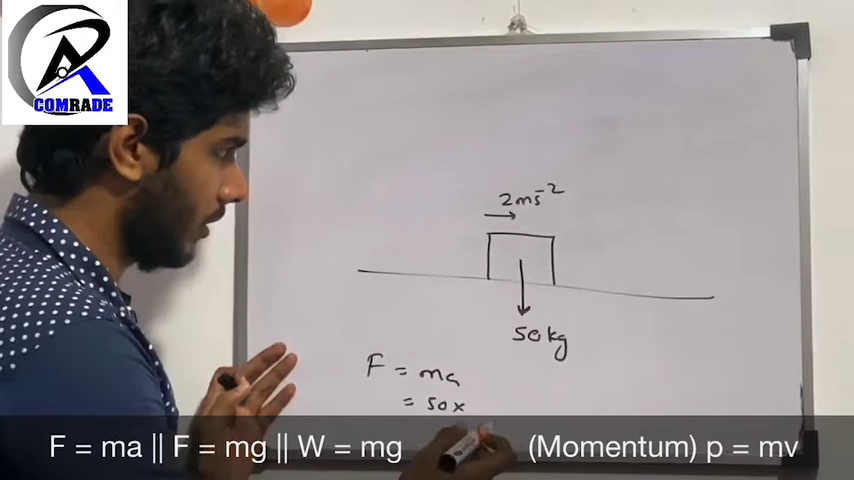 COMRADE
2ms⁻²
50kg
F = ma
= 50x
F = ma || F = mg || W = mg (Momentum) p = mv